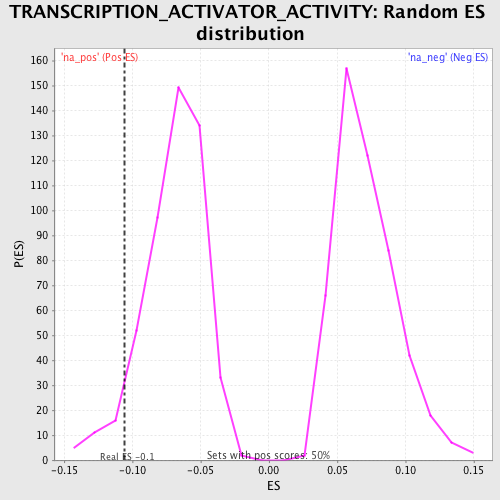 TRANSCRIPTION_ACTIVATOR_ACTIVITY: Random ES
distribution
'na_pos' (Pos ES)
'na_neg' (Neg ES)
160
150
140
130
120
110
100
90
80
70
60
50
40
30
20
10
0
P(ES)
Real ES -0.1
Sets with pos scores: 50%
-0.15 -0.10 -0.05 0.00 0.05 0.10 0.15
ES